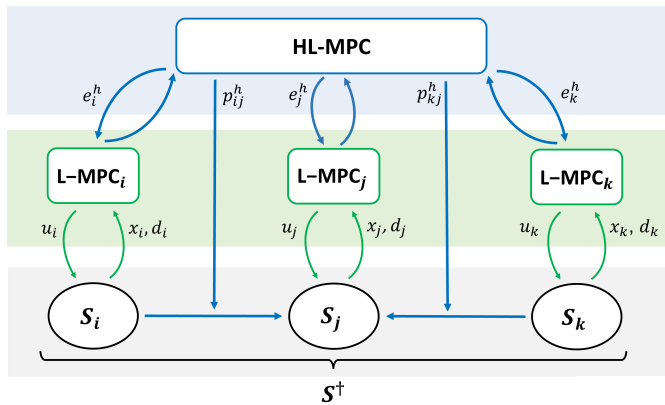 HL-MPC
e_i^h p_ij^h e_j^h p_kj^h e_k^h
L–MPC_i L–MPC_j L–MPC_k
u_i x_i, d_i u_j x_j, d_j u_k x_k, d_k
S_i S_j S_k
S^†